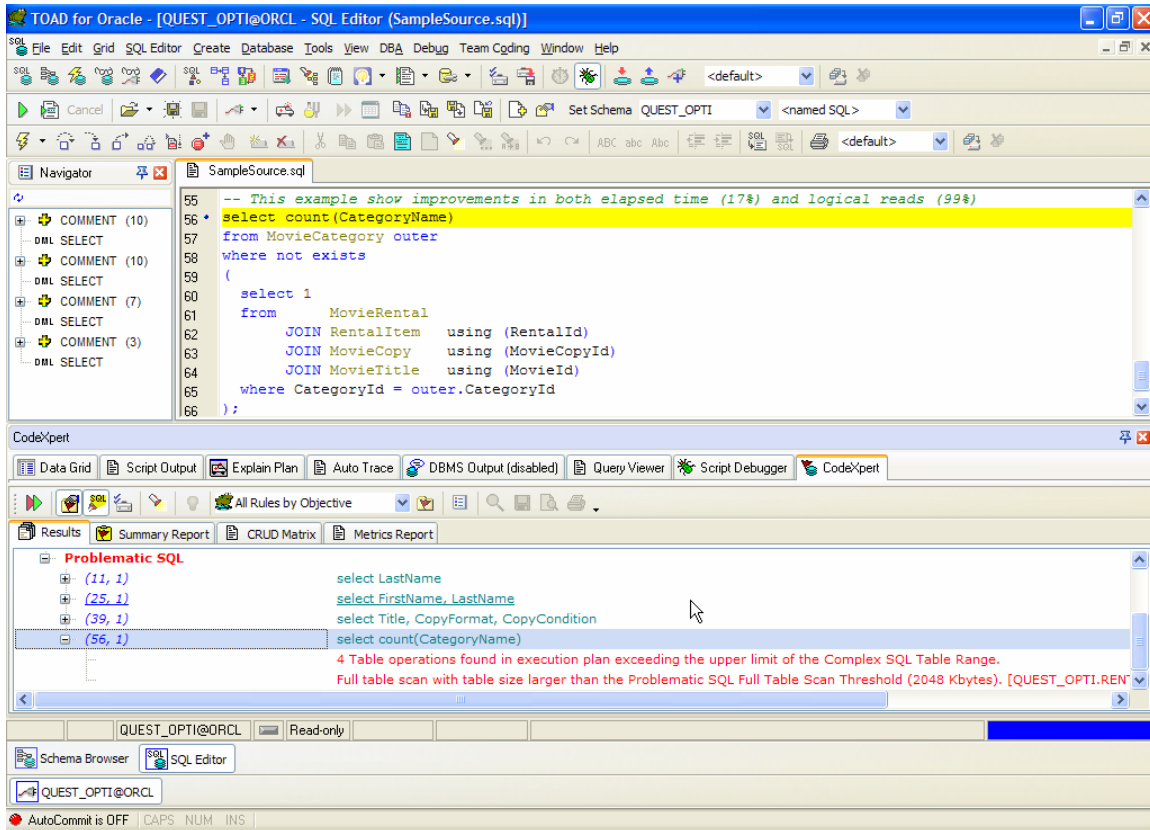 TOAD for Oracle - [QUEST_OPTI@ORCL - SQL Editor (SampleSource.sql)]
SQL File Edit Grid SQL Editor Create Database Tools View DBA Debug Team Coding Window Help
SQL <default>
Cancel Set Schema QUEST_OPTI <named SQL>
ABC abc Abc SQL <default>
Navigator SampleSource.sql
COMMENT (10)
DML SELECT
COMMENT (10)
DML SELECT
COMMENT (7)
DML SELECT
COMMENT (3)
DML SELECT
55 -- This example show improvements in both elapsed time (17%) and logical reads (99%)
56 select count(CategoryName)
57 from MovieCategory outer
58 where not exists
59 (
60 select 1
61 from MovieRental
62 JOIN RentalItem using (RentalId)
63 JOIN MovieCopy using (MovieCopyId)
64 JOIN MovieTitle using (MovieId)
65 where CategoryId = outer.CategoryId
66 );
CodeXpert
Data Grid Script Output Explain Plan Auto Trace DBMS Output (disabled) Query Viewer Script Debugger CodeXpert
SQL All Rules by Objective
Results Summary Report CRUD Matrix Metrics Report
Problematic SQL
(11, 1) select LastName
(25, 1) select FirstName, LastName
(39, 1) select Title, CopyFormat, CopyCondition
(56, 1) select count(CategoryName)
4 Table operations found in execution plan exceeding the upper limit of the Complex SQL Table Range.
Full table scan with table size larger than the Problematic SQL Full Table Scan Threshold (2048 Kbytes). [QUEST_OPTI.REN
QUEST_OPTI@ORCL Read-only
Schema Browser SQL SQL Editor
QUEST_OPTI@ORCL
AutoCommit is OFF CAPS NUM INS